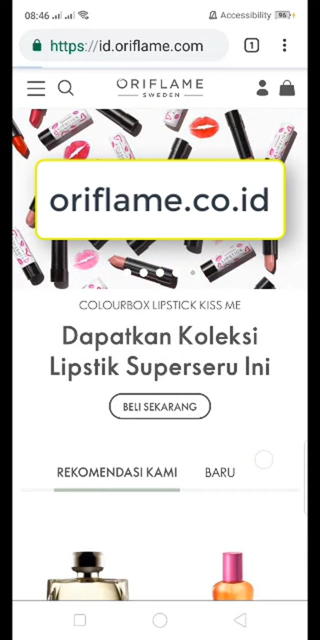 08:46
Accessibility 96
https://id.oriflame.com
1
ORIFLAME
SWEDEN
oriflame.co.id
COLOURBOX LIPSTICK KISS ME
Dapatkan Koleksi
Lipstik Superseru Ini
BELI SEKARANG
REKOMENDASI KAMI
BARU